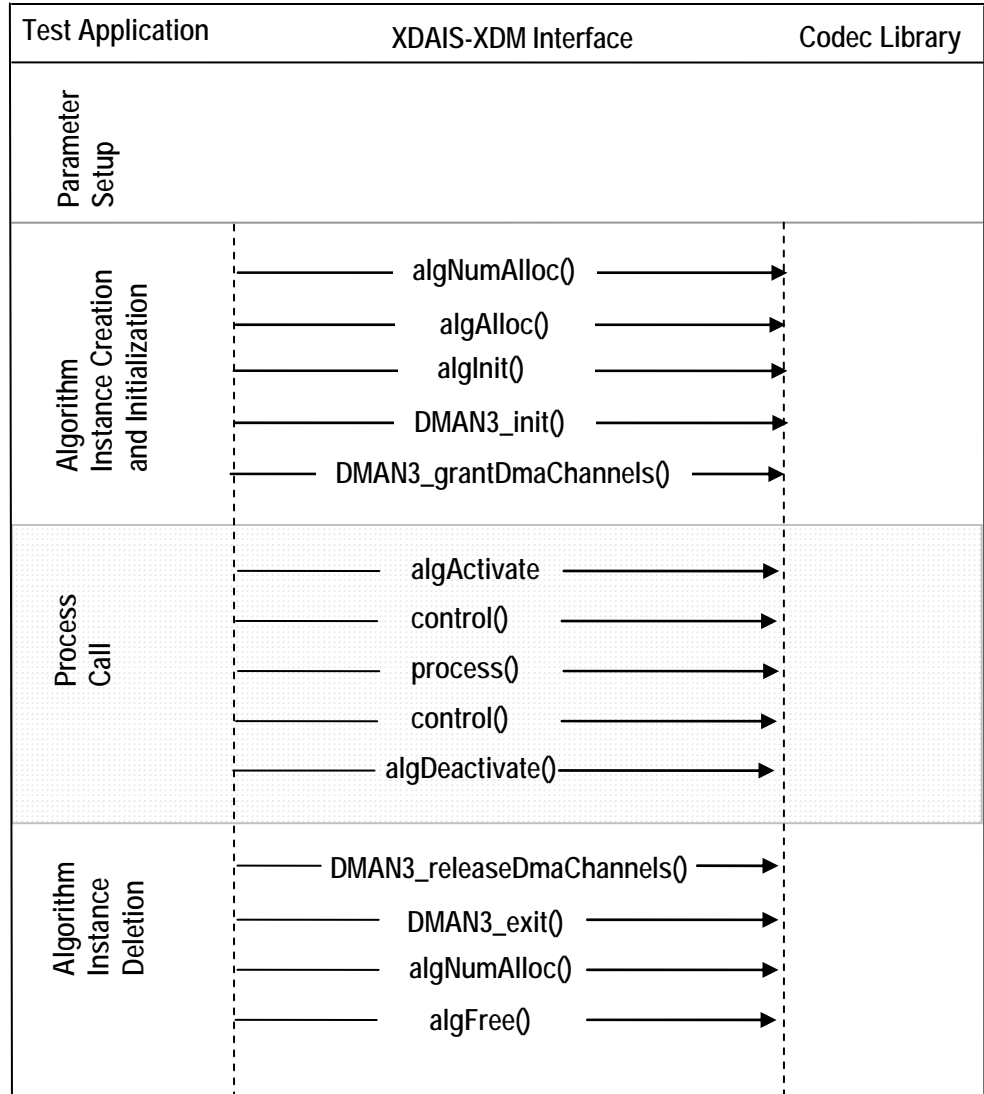 Test Application
XDAIS-XDM Interface
Codec Library
Parameter
Setup
Algorithm
Instance Creation
and Initialization
algNumAlloc()
algAlloc()
algInit()
DMAN3_init()
DMAN3_grantDmaChannels()
Process
Call
algActivate
control()
process()
control()
algDeactivate()
Algorithm
Instance
Deletion
DMAN3_releaseDmaChannels()
DMAN3_exit()
algNumAlloc()
algFree()